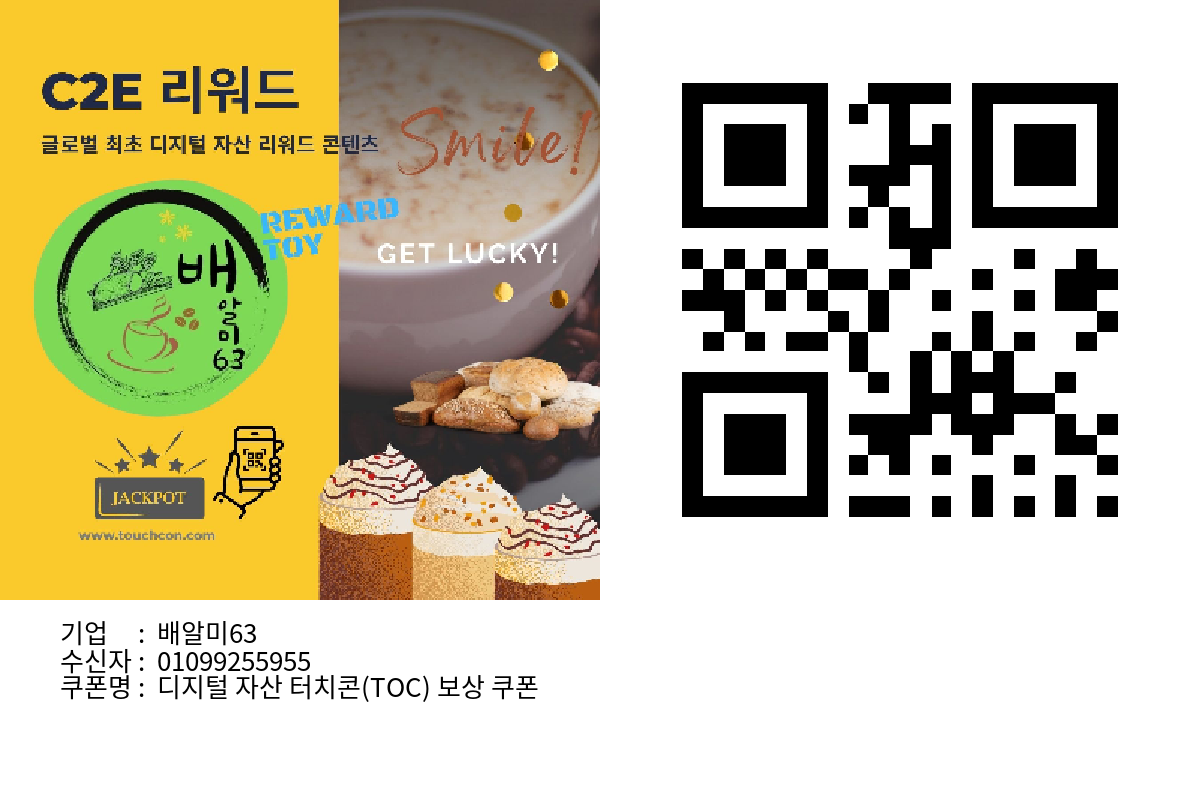 C2E 리워드
글로벌 최초 디지털 자산 리워드 콘텐츠
Smile!
REWARD
TOY
GET LUCKY!
배
알
미
63
JACKPOT
www.touchcon.com
기업 : 배알미63
수신자 : 01099255955
쿠폰명 : 디지털 자산 터치콘(TOC) 보상 쿠폰